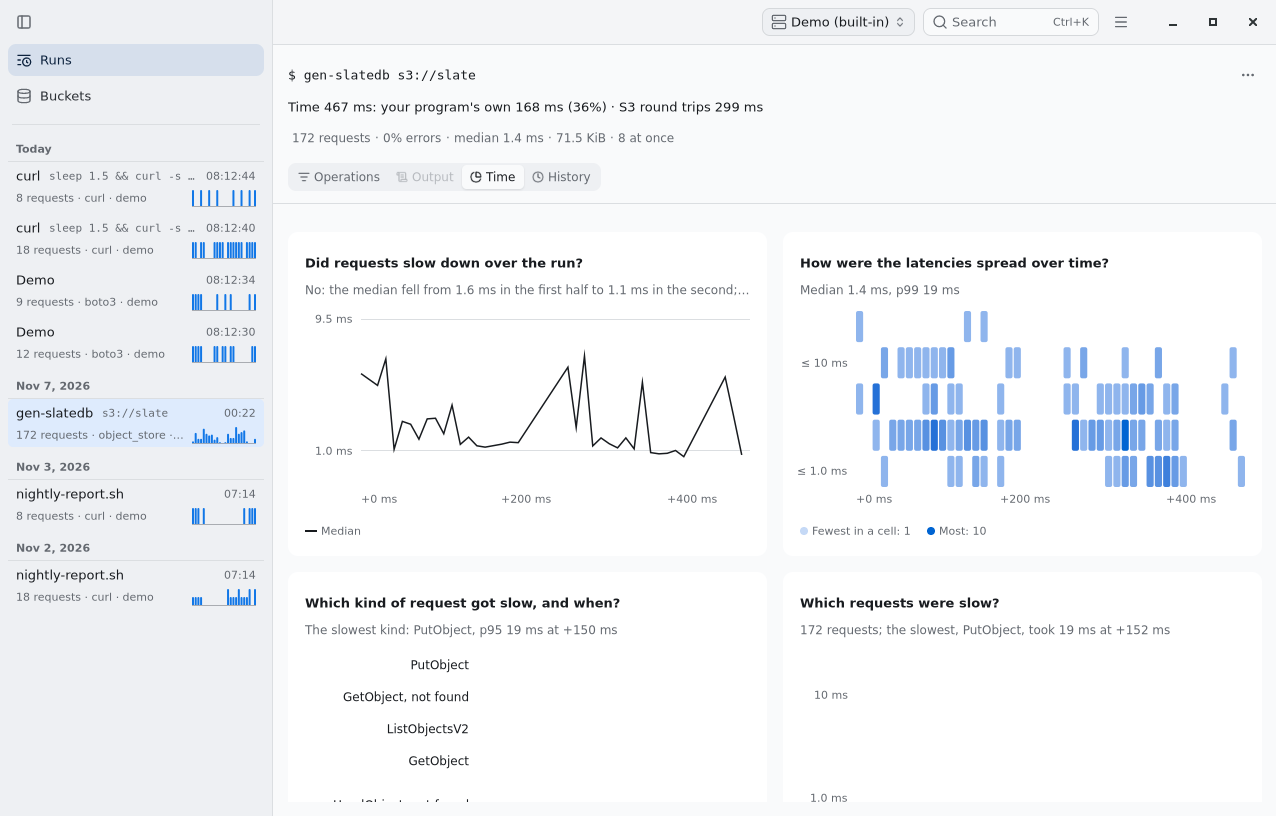 Demo (built-in)
Search
Ctrl+K
Runs
Buckets
Today
curl sleep 1.5 && curl -s … 08:12:44
8 requests · curl · demo
curl sleep 1.5 && curl -s … 08:12:40
18 requests · curl · demo
Demo 08:12:34
9 requests · boto3 · demo
Demo 08:12:30
12 requests · boto3 · demo
Nov 7, 2026
gen-slatedb s3://slate 00:22
172 requests · object_store ·…
Nov 3, 2026
nightly-report.sh 07:14
8 requests · curl · demo
Nov 2, 2026
nightly-report.sh 07:14
18 requests · curl · demo
$ gen-slatedb s3://slate
Time 467 ms: your program's own 168 ms (36%) · S3 round trips 299 ms
172 requests · 0% errors · median 1.4 ms · 71.5 KiB · 8 at once
Operations
Output
Time
History
Did requests slow down over the run?
No: the median fell from 1.6 ms in the first half to 1.1 ms in the second;…
9.5 ms
1.0 ms
+0 ms +200 ms +400 ms
Median
How were the latencies spread over time?
Median 1.4 ms, p99 19 ms
≤ 10 ms
≤ 1.0 ms
+0 ms +200 ms +400 ms
Fewest in a cell: 1 Most: 10
Which kind of request got slow, and when?
The slowest kind: PutObject, p95 19 ms at +150 ms
PutObject
GetObject, not found
ListObjectsV2
GetObject
Which requests were slow?
172 requests; the slowest, PutObject, took 19 ms at +152 ms
10 ms
1.0 ms